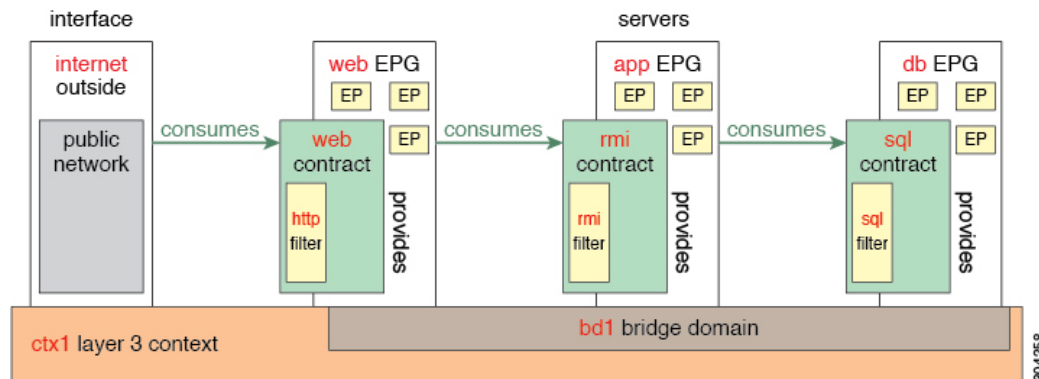 interface
servers
internet
outside
public
network
consumes
web EPG
EP
EP
EP
web
contract
http
filter
provides
consumes
app EPG
EP
EP
EP
rmi
contract
rmi
filter
provides
consumes
db EPG
EP
EP
EP
sql
contract
sql
filter
provides
bd1 bridge domain
ctx1 layer 3 context